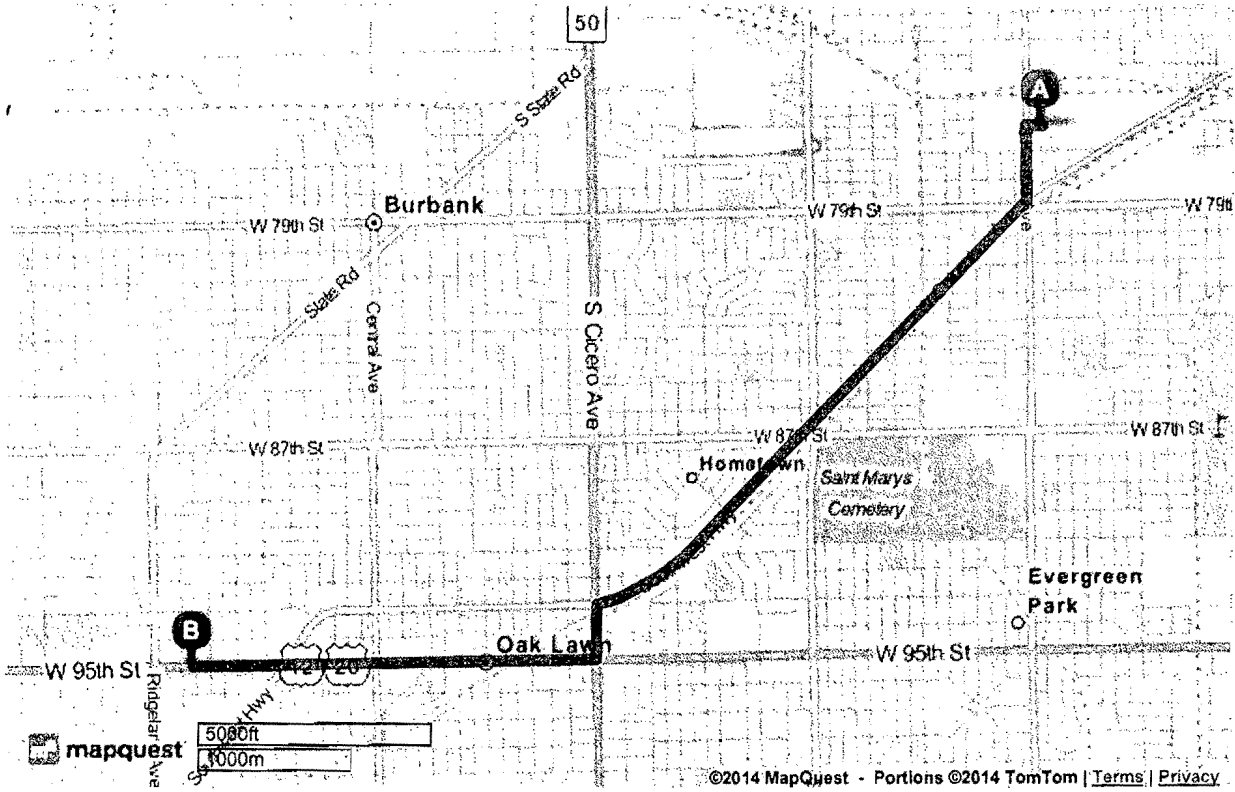 50
A
S State Rd
Burbank
W 79th St
W 79th St
W 79th
State Rd
Central Ave
S Cicero Ave
W 87th St
W 87th St
W 87th St
Hometown
Saint Marys
Cemetery
Evergreen
Park
B
Oak Lawn
W 95th St
12
20
W 95th St
Hwy
mapquest
5000ft
1000m
©2014 MapQuest - Portions ©2014 TomTom | Terms | Privacy